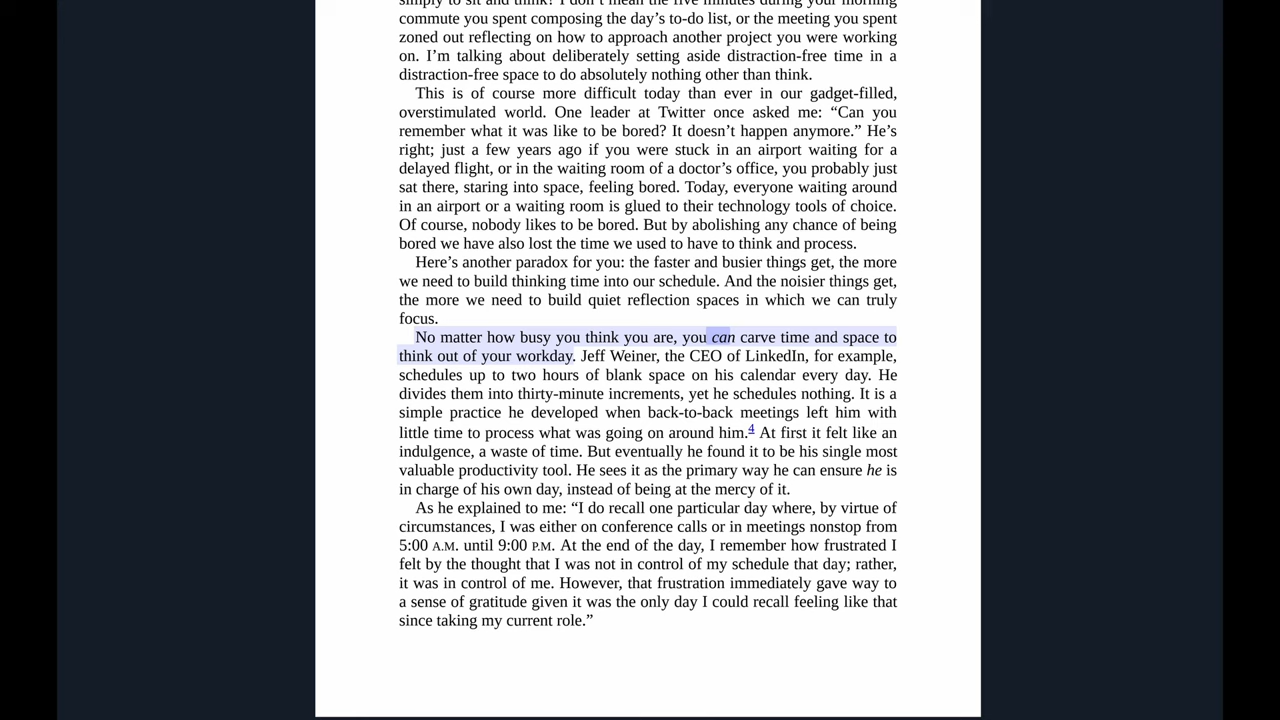 simply to sit and think? I don't mean the five minutes during your morning
commute you spent composing the day's to-do list, or the meeting you spent
zoned out reflecting on how to approach another project you were working
on. I'm talking about deliberately setting aside distraction-free time in a
distraction-free space to do absolutely nothing other than think.
This is of course more difficult today than ever in our gadget-filled,
overstimulated world. One leader at Twitter once asked me: “Can you
remember what it was like to be bored? It doesn’t happen anymore.” He’s
right; just a few years ago if you were stuck in an airport waiting for a
delayed flight, or in the waiting room of a doctor’s office, you probably just
sat there, staring into space, feeling bored. Today, everyone waiting around
in an airport or a waiting room is glued to their technology tools of choice.
Of course, nobody likes to be bored. But by abolishing any chance of being
bored we have also lost the time we used to have to think and process.
Here’s another paradox for you: the faster and busier things get, the more
we need to build thinking time into our schedule. And the noisier things get,
the more we need to build quiet reflection spaces in which we can truly
focus.
No matter how busy you think you are, you can carve time and space to
think out of your workday. Jeff Weiner, the CEO of LinkedIn, for example,
schedules up to two hours of blank space on his calendar every day. He
divides them into thirty-minute increments, yet he schedules nothing. It is a
simple practice he developed when back-to-back meetings left him with
little time to process what was going on around him.4 At first it felt like an
indulgence, a waste of time. But eventually he found it to be his single most
valuable productivity tool. He sees it as the primary way he can ensure he is
in charge of his own day, instead of being at the mercy of it.
As he explained to me: “I do recall one particular day where, by virtue of
circumstances, I was either on conference calls or in meetings nonstop from
5:00 A.M. until 9:00 P.M. At the end of the day, I remember how frustrated I
felt by the thought that I was not in control of my schedule that day; rather,
it was in control of me. However, that frustration immediately gave way to
a sense of gratitude given it was the only day I could recall feeling like that
since taking my current role.”